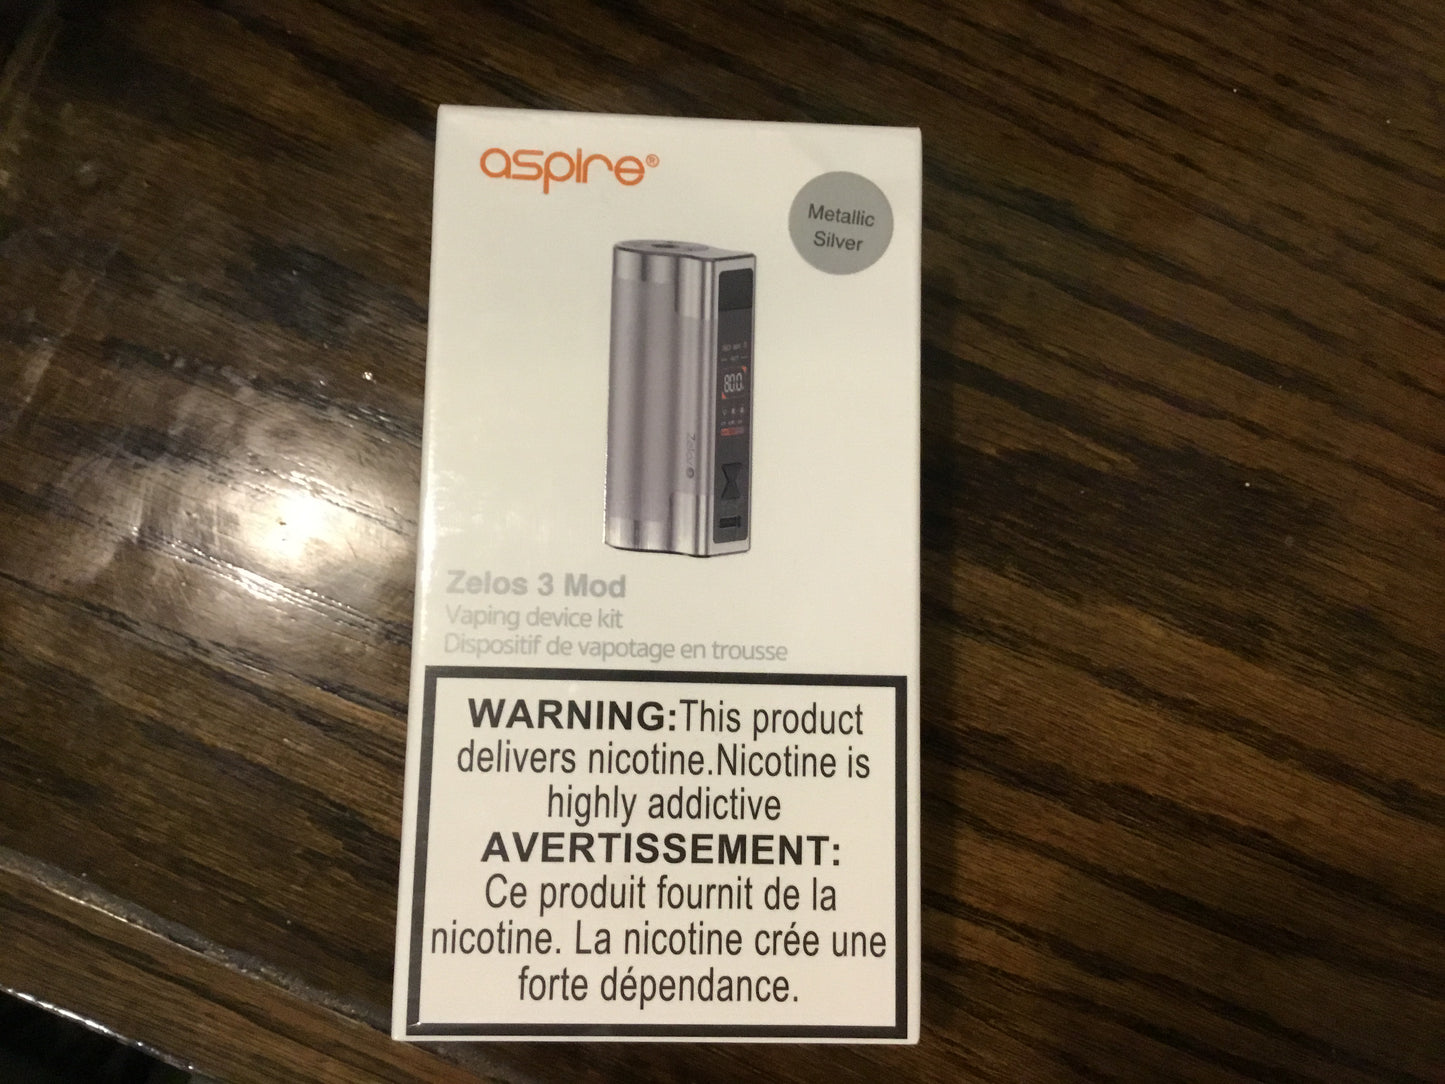 aspire®
Metallic
Silver
80.0
Zelos 3
Zelos 3 Mod
Vaping device kit
Dispositif de vapotage en trousse
WARNING:This product
delivers nicotine.Nicotine is
highly addictive
AVERTISSEMENT:
Ce produit fournit de la
nicotine. La nicotine crée une
forte dépendance.